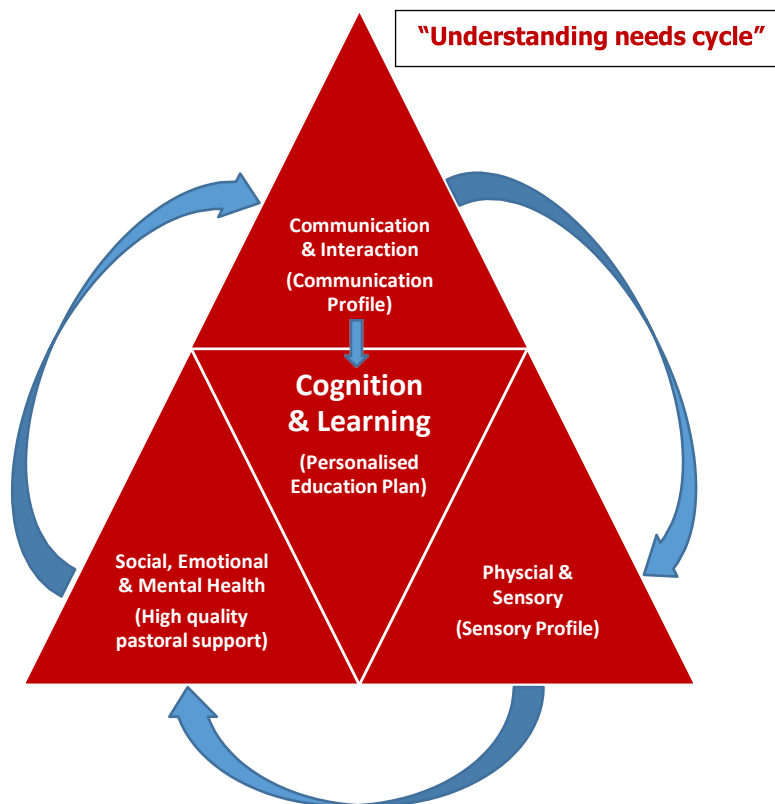 “Understanding needs cycle”
Communication
& Interaction
(Communication
Profile)
Cognition
& Learning
(Personalised
Education Plan)
Social, Emotional
& Mental Health
(High quality
pastoral support)
Physcial &
Sensory
(Sensory Profile)